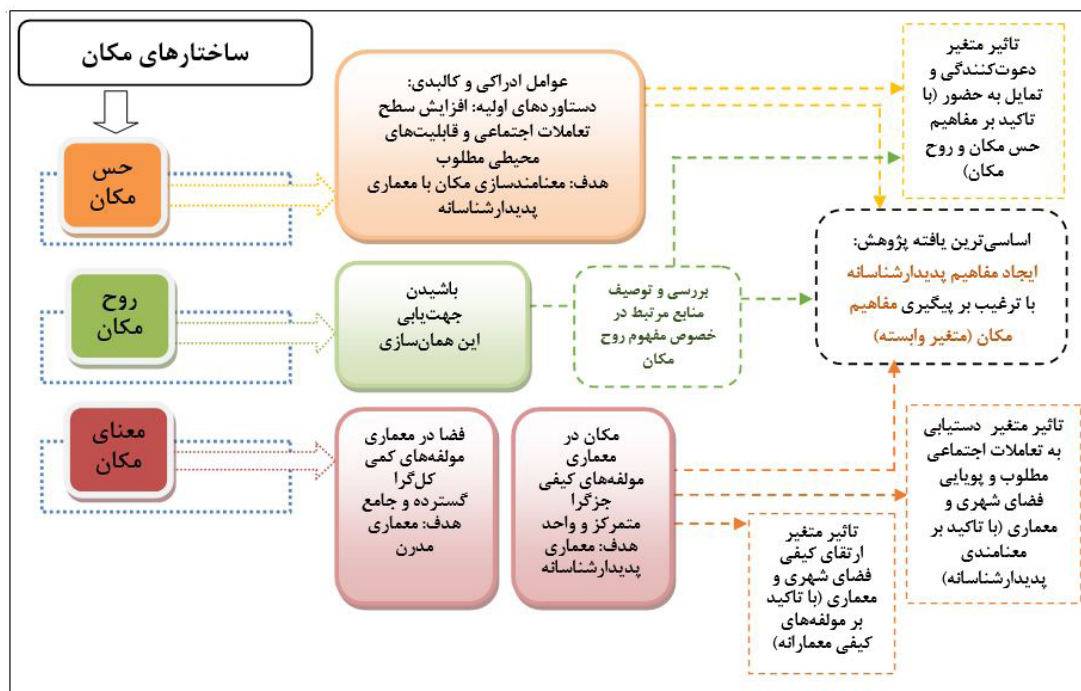 ساختارهای مکان
حس
مکان
عوامل ادراکی و کالبدی:
دستاوردهای اولیه: افزایش سطح
تعاملات اجتماعی و قابلیت‌های
محیطی مطلوب
هدف: معنامندسازی مکان با معماری
پدیدارشناسانه
تاثیر متغیر
دعوت‌کنندگی و
تمایل به حضور (با
تاکید بر مفاهیم
حس مکان و روح
مکان)
روح
مکان
باشیدن
جهت‌یابی
این همان‌سازی
بررسی و توصیف
منابع مرتبط در
خصوص مفهوم روح
مکان
اساسی‌ترین یافته پژوهش:
ایجاد مفاهیم پدیدارشناسانه
با ترغیب بر پیگیری مفاهیم
مکان (متغیر وابسته)
معنای
مکان
فضا در معماری
مولفه‌های کمی
کل‌گرا
گسترده و جامع
هدف: معماری
مدرن
مکان در
معماری
مولفه‌های کیفی
جزگرا
متمرکز و واحد
هدف: معماری
پدیدارشناسانه
تاثیر متغیر
ارتقای کیفی
فضای شهری و
معماری (با تاکید
بر مولفه‌های
کیفی معمارانه)
تاثیر متغیر دستیابی
به تعاملات اجتماعی
مطلوب و پویایی
فضای شهری و
معماری (با تاکید بر
معنامندی
پدیدارشناسانه)